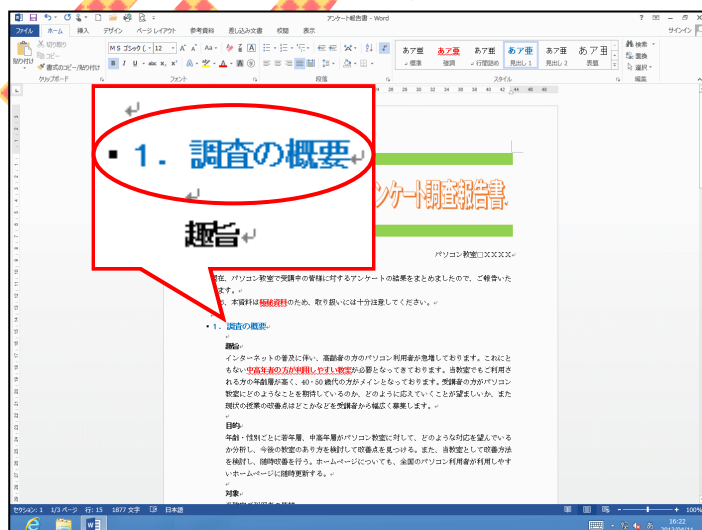 アンケート報告書 - Word
サインイン
ファイル ホーム 挿入 デザイン ページレイアウト 参考資料 差し込み文書 校閲 表示
切り取り
コピー
書式のコピー/貼り付け
貼り付け
MS ゴシック ( 12
あア亜 標準
あア亜 強調
あア亜 行間詰め
あア亜 見出し 1
あア亜 見出し 2
あア亜 表題
検索
置換
選択
クリップボード フォント 段落 スタイル 編集
1. 調査の概要
趣旨
ンケート調査報告書
パソコン教室□XXXX
在、パソコン教室で受講中の皆様に対するアンケートの結果をまとめましたので、ご報告いた
ます。
、本資料は極秘資料のため、取り扱いには十分注意してください。
1. 調査の概要
趣旨
インターネットの普及に伴い、高齢者の方のパソコン利用者が急増しております。これにと
もない中高年者の方が利用しやすい教室が必要となってきております。当教室でもご利用さ
れる方の年齢層が高く、40・50 歳代の方がメインとなっております。受講者の方がパソコン
教室にどのようなことを期待しているのか、どのように応えていくことが望ましいか、また
現状の授業の改善点はどこかなどを受講者から幅広く募集します。
目的
年齢・性別ごとに若年層、中高年層がパソコン教室に対して、どのような対応を望んでいる
か分析し、今後の教室のあり方を検討して改善点を見つける。また、当教室として改善方法
を検討し、随時改善を行う。ホームページについても、全国のパソコン利用者が利用しやす
いホームページに随時更新する。
対象
セクション: 1 1/3 ページ 行: 15 1877 文字 日本語
100%
16:22